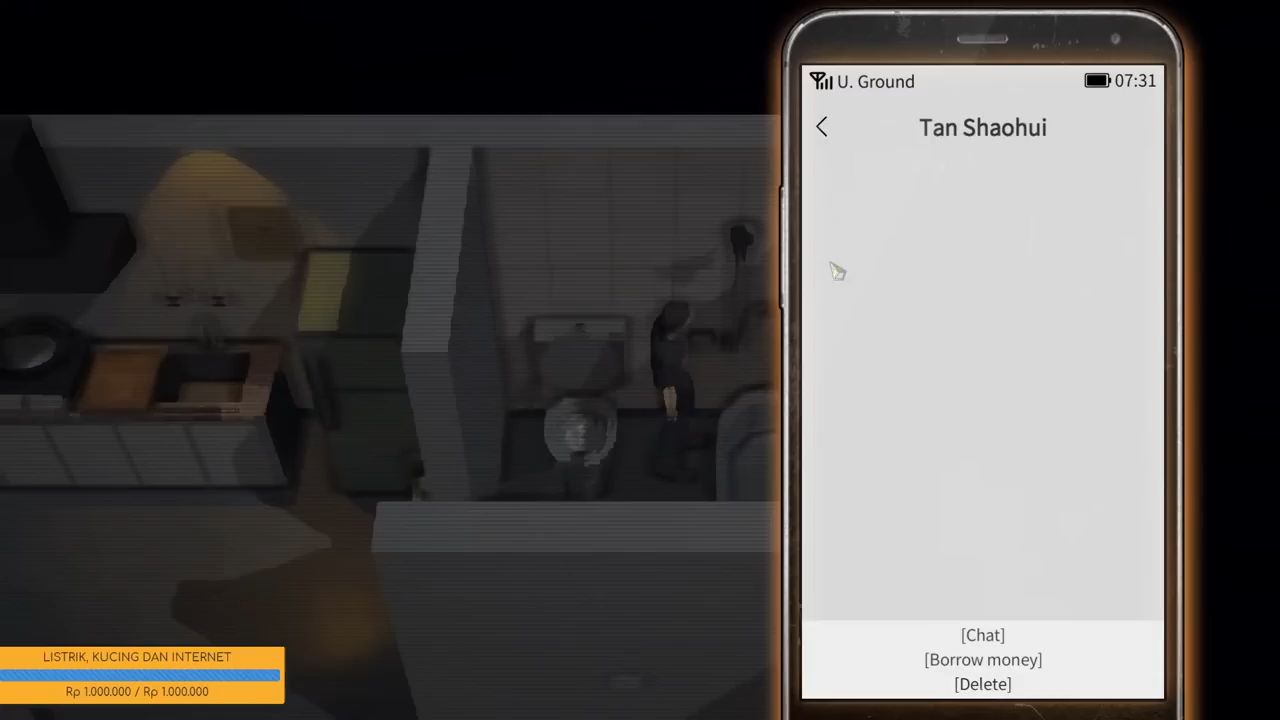 U. Ground
07:31
Tan Shaohui
[Chat]
[Borrow money]
[Delete]
LISTRIK, KUCING DAN INTERNET
Rp 1.000.000 / Rp 1.000.000